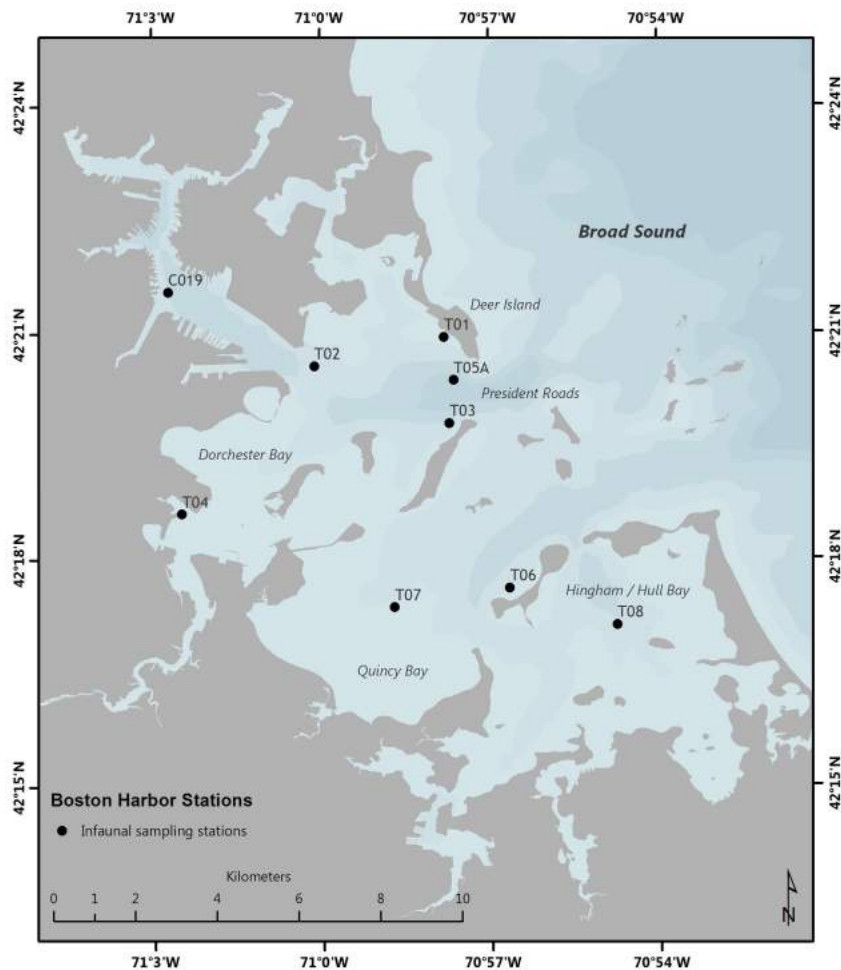 71°3'W 71°0'W 70°57'W 70°54'W
42°24'N
42°24'N
Broad Sound
C019
Deer Island
42°21'N
T01
42°21'N
T02
T05A
President Roads
T03
Dorchester Bay
T04
42°18'N
42°18'N
T06
Hingham / Hull Bay
T07
T08
Quincy Bay
42°15'N
42°15'N
Boston Harbor Stations
Infaunal sampling stations
Kilometers
0 1 2 4 6 8 10
N
71°3'W 71°0'W 70°57'W 70°54'W